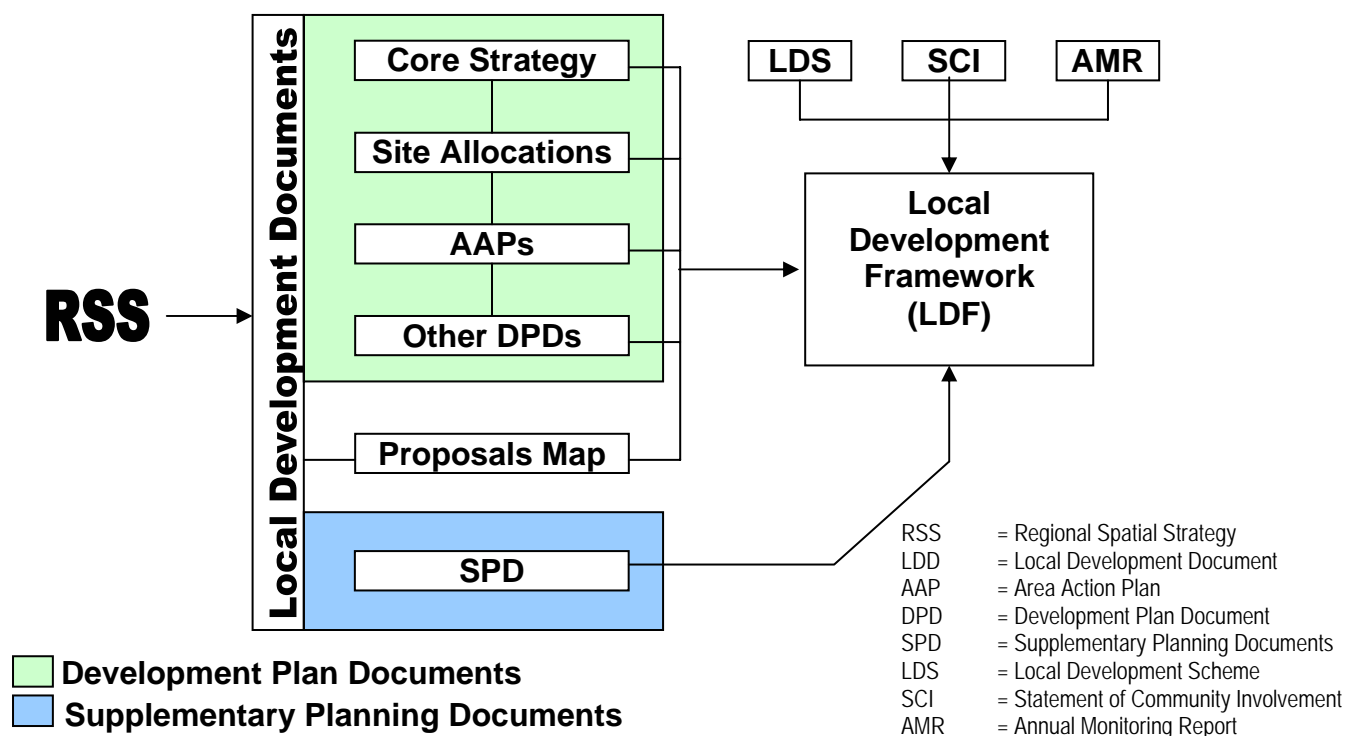 RSS
Local Development Documents
Core Strategy
Site Allocations
AAPs
Other DPDs
Proposals Map
SPD
LDS
SCI
AMR
Local
Development
Framework
(LDF)
Development Plan Documents
Supplementary Planning Documents
RSS = Regional Spatial Strategy
LDD = Local Development Document
AAP = Area Action Plan
DPD = Development Plan Document
SPD = Supplementary Planning Documents
LDS = Local Development Scheme
SCI = Statement of Community Involvement
AMR = Annual Monitoring Report